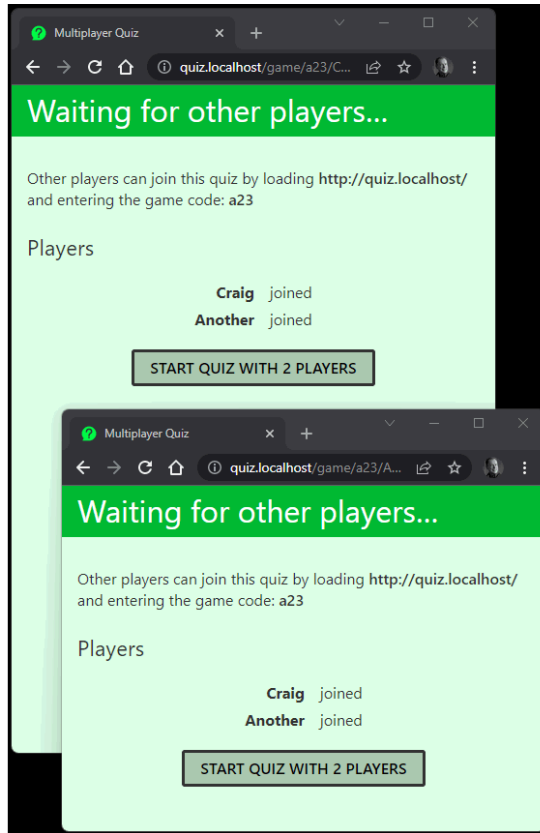 Multiplayer Quiz
quiz.localhost/game/a23/C...
Waiting for other players...
Other players can join this quiz by loading http://quiz.localhost/
and entering the game code: a23
Players
Craig joined
Another joined
START QUIZ WITH 2 PLAYERS
Multiplayer Quiz
quiz.localhost/game/a23/A...
Waiting for other players...
Other players can join this quiz by loading http://quiz.localhost/
and entering the game code: a23
Players
Craig joined
Another joined
START QUIZ WITH 2 PLAYERS